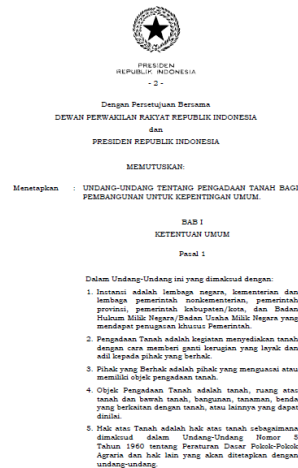 PRESIDEN
REPUBLIK INDONESIA
- 2 -
Dengan Persetujuan Bersama
DEWAN PERWAKILAN RAKYAT REPUBLIK INDONESIA
dan
PRESIDEN REPUBLIK INDONESIA
MEMUTUSKAN:
Menetapkan : UNDANG-UNDANG TENTANG PENGADAAN TANAH BAGI
PEMBANGUNAN UNTUK KEPENTINGAN UMUM.
BAB I
KETENTUAN UMUM
Pasal 1
Dalam Undang-Undang ini yang dimaksud dengan:
1. Instansi adalah lembaga negara, kementerian dan
lembaga pemerintah nonkementerian, pemerintah
provinsi, pemerintah kabupaten/kota, dan Badan
Hukum Milik Negara/Badan Usaha Milik Negara yang
mendapat penugasan khusus Pemerintah.
2. Pengadaan Tanah adalah kegiatan menyediakan tanah
dengan cara memberi ganti kerugian yang layak dan
adil kepada pihak yang berhak.
3. Pihak yang Berhak adalah pihak yang menguasai atau
memiliki objek pengadaan tanah.
4. Objek Pengadaan Tanah adalah tanah, ruang atas
tanah dan bawah tanah, bangunan, tanaman, benda
yang berkaitan dengan tanah, atau lainnya yang dapat
dinilai.
5. Hak atas Tanah adalah hak atas tanah sebagaimana
dimaksud dalam Undang-Undang Nomor 5
Tahun 1960 tentang Peraturan Dasar Pokok-Pokok
Agraria dan hak lain yang akan ditetapkan dengan
undang-undang.